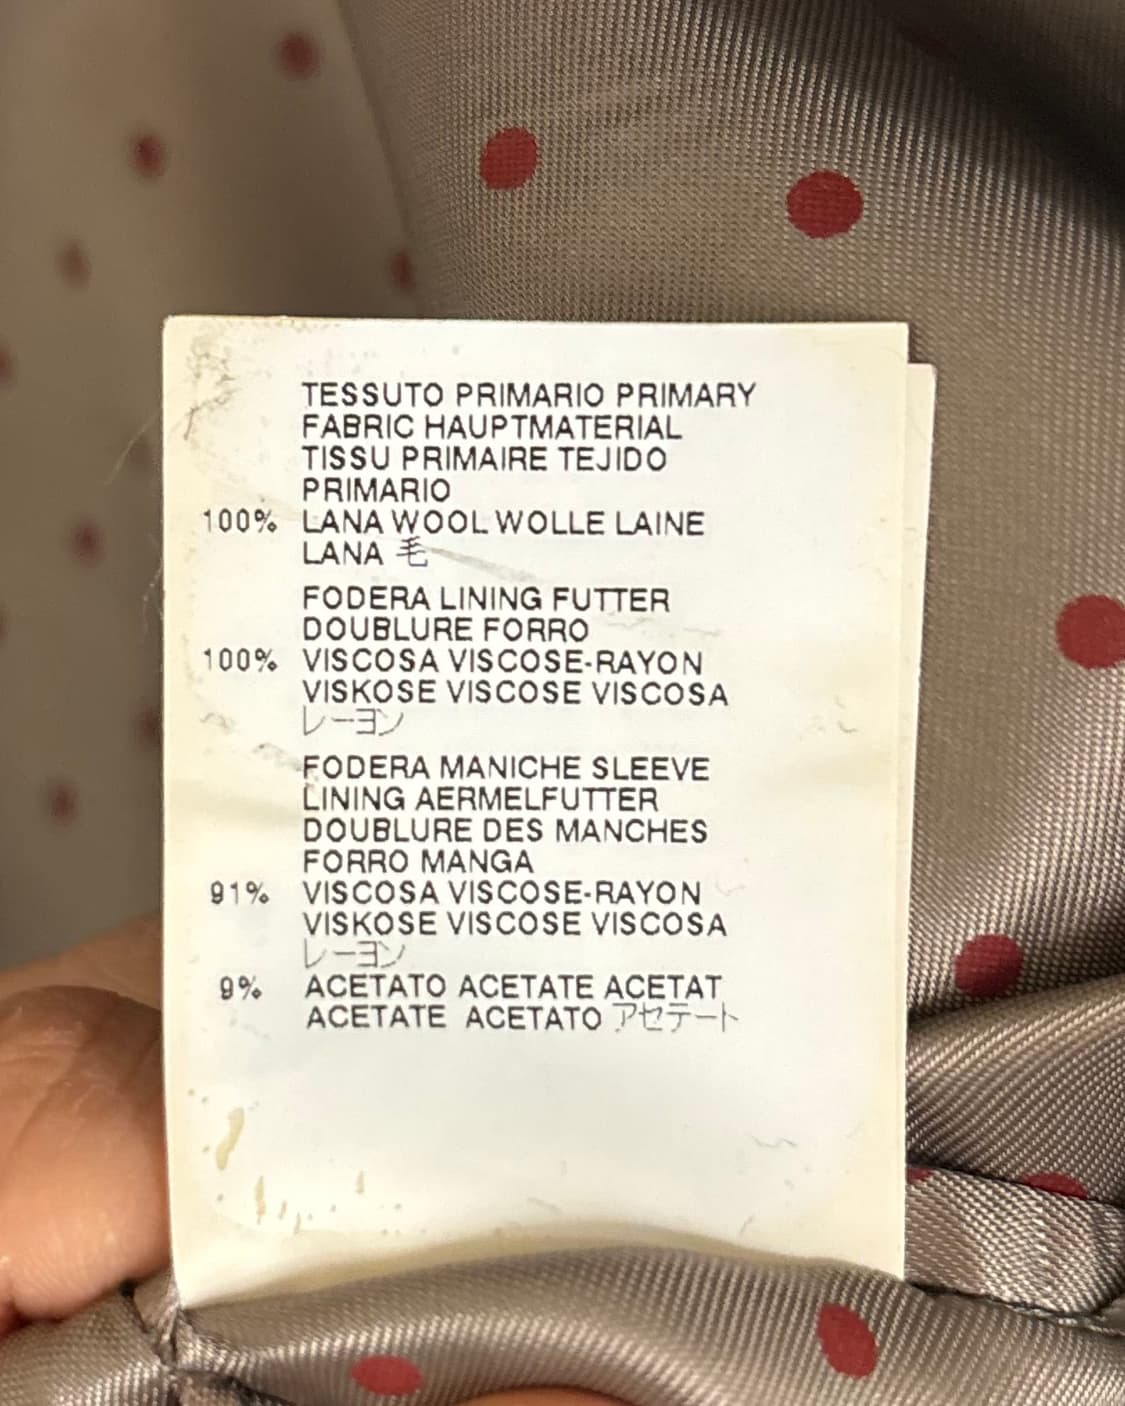 TESSUTO PRIMARIO PRIMARY
FABRIC HAUPTMATERIAL
TISSU PRIMAIRE TEJIDO
PRIMARIO
100% LANA WOOL WOLLE LAINE
LANA 毛
FODERA LINING FUTTER
DOUBLURE FORRO
100% VISCOSA VISCOSE-RAYON
VISKOSE VISCOSE VISCOSA
レーヨン
FODERA MANICHE SLEEVE
LINING AERMELFUTTER
DOUBLURE DES MANCHES
FORRO MANGA
91% VISCOSA VISCOSE-RAYON
VISKOSE VISCOSE VISCOSA
レーヨン
9% ACETATO ACETATE ACETAT
ACETATE ACETATO アセテート